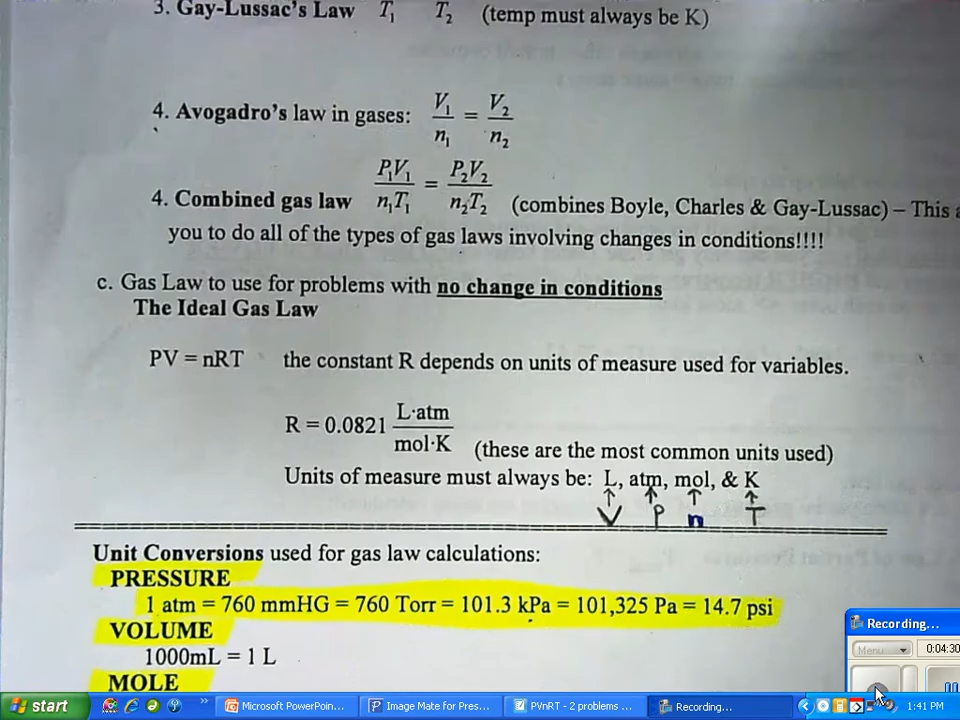 3. Gay-Lussac's Law T₁ T₂ (temp must always be K)
4. Avogadro's law in gases: V₁/n₁ = V₂/n₂
4. Combined gas law P₁V₁/n₁T₁ = P₂V₂/n₂T₂ (combines Boyle, Charles & Gay-Lussac) – This a
you to do all of the types of gas laws involving changes in conditions!!!!
c. Gas Law to use for problems with no change in conditions
The Ideal Gas Law
PV = nRT the constant R depends on units of measure used for variables.
R = 0.0821 L·atm/mol·K (these are the most common units used)
Units of measure must always be: L, atm, mol, & K
V P n T
Unit Conversions used for gas law calculations:
PRESSURE
1 atm = 760 mmHG = 760 Torr = 101.3 kPa = 101,325 Pa = 14.7 psi
VOLUME
1000mL = 1 L
MOLE
Recording...
Menu 0:04:30
start Microsoft PowerPoin... Image Mate for Pres... PVnRT - 2 problems ... Recording... 1:41 PM